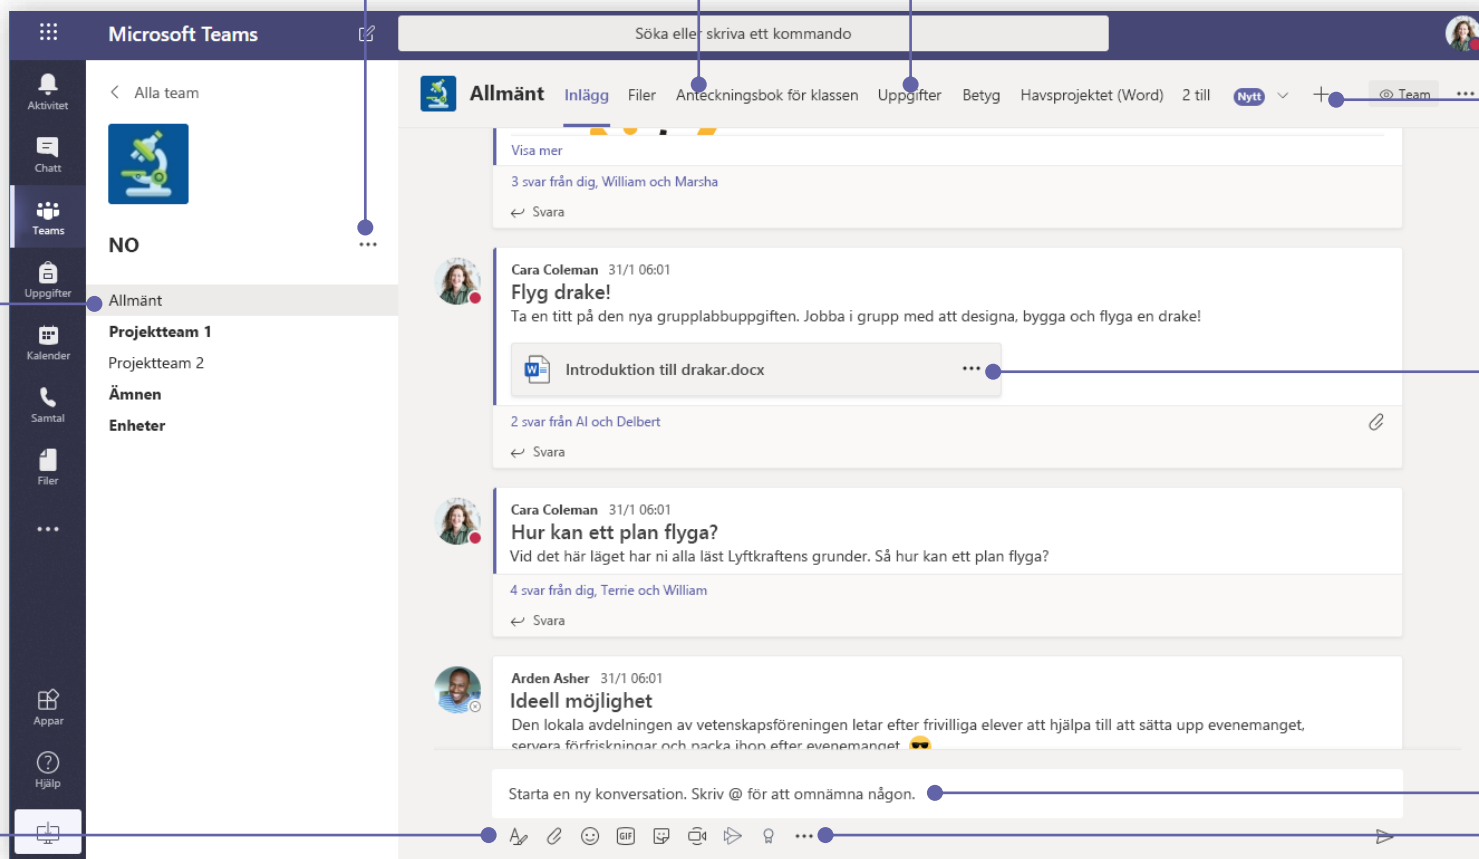 Microsoft Teams
Söka eller skriva ett kommando
Aktivitet
Chatt
Teams
Uppgifter
Kalender
Samtal
Filer
Appar
Hjälp
Alla team
NO
Allmänt
Projektteam 1
Projektteam 2
Ämnen
Enheter
Allmänt Inlägg Filer Anteckningsbok för klassen Uppgifter Betyg Havsprojektet (Word) 2 till Nytt Team
Visa mer
3 svar från dig, William och Marsha
Svara
Cara Coleman 31/1 06:01
Flyg drake!
Ta en titt på den nya grupplabbuppgiften. Jobba i grupp med att designa, bygga och flyga en drake!
Introduktion till drakar.docx
2 svar från Al och Delbert
Svara
Cara Coleman 31/1 06:01
Hur kan ett plan flyga?
Vid det här läget har ni alla läst Lyftkraftens grunder. Så hur kan ett plan flyga?
4 svar från dig, Terrie och William
Svara
Arden Asher 31/1 06:01
Ideell möjlighet
Den lokala avdelningen av vetenskapsföreningen letar efter frivilliga elever att hjälpa till att sätta upp evenemanget,
servera förfriskningar och packa ihop efter evenemanget.
Starta en ny konversation. Skriv @ för att omnämna någon.
GIF